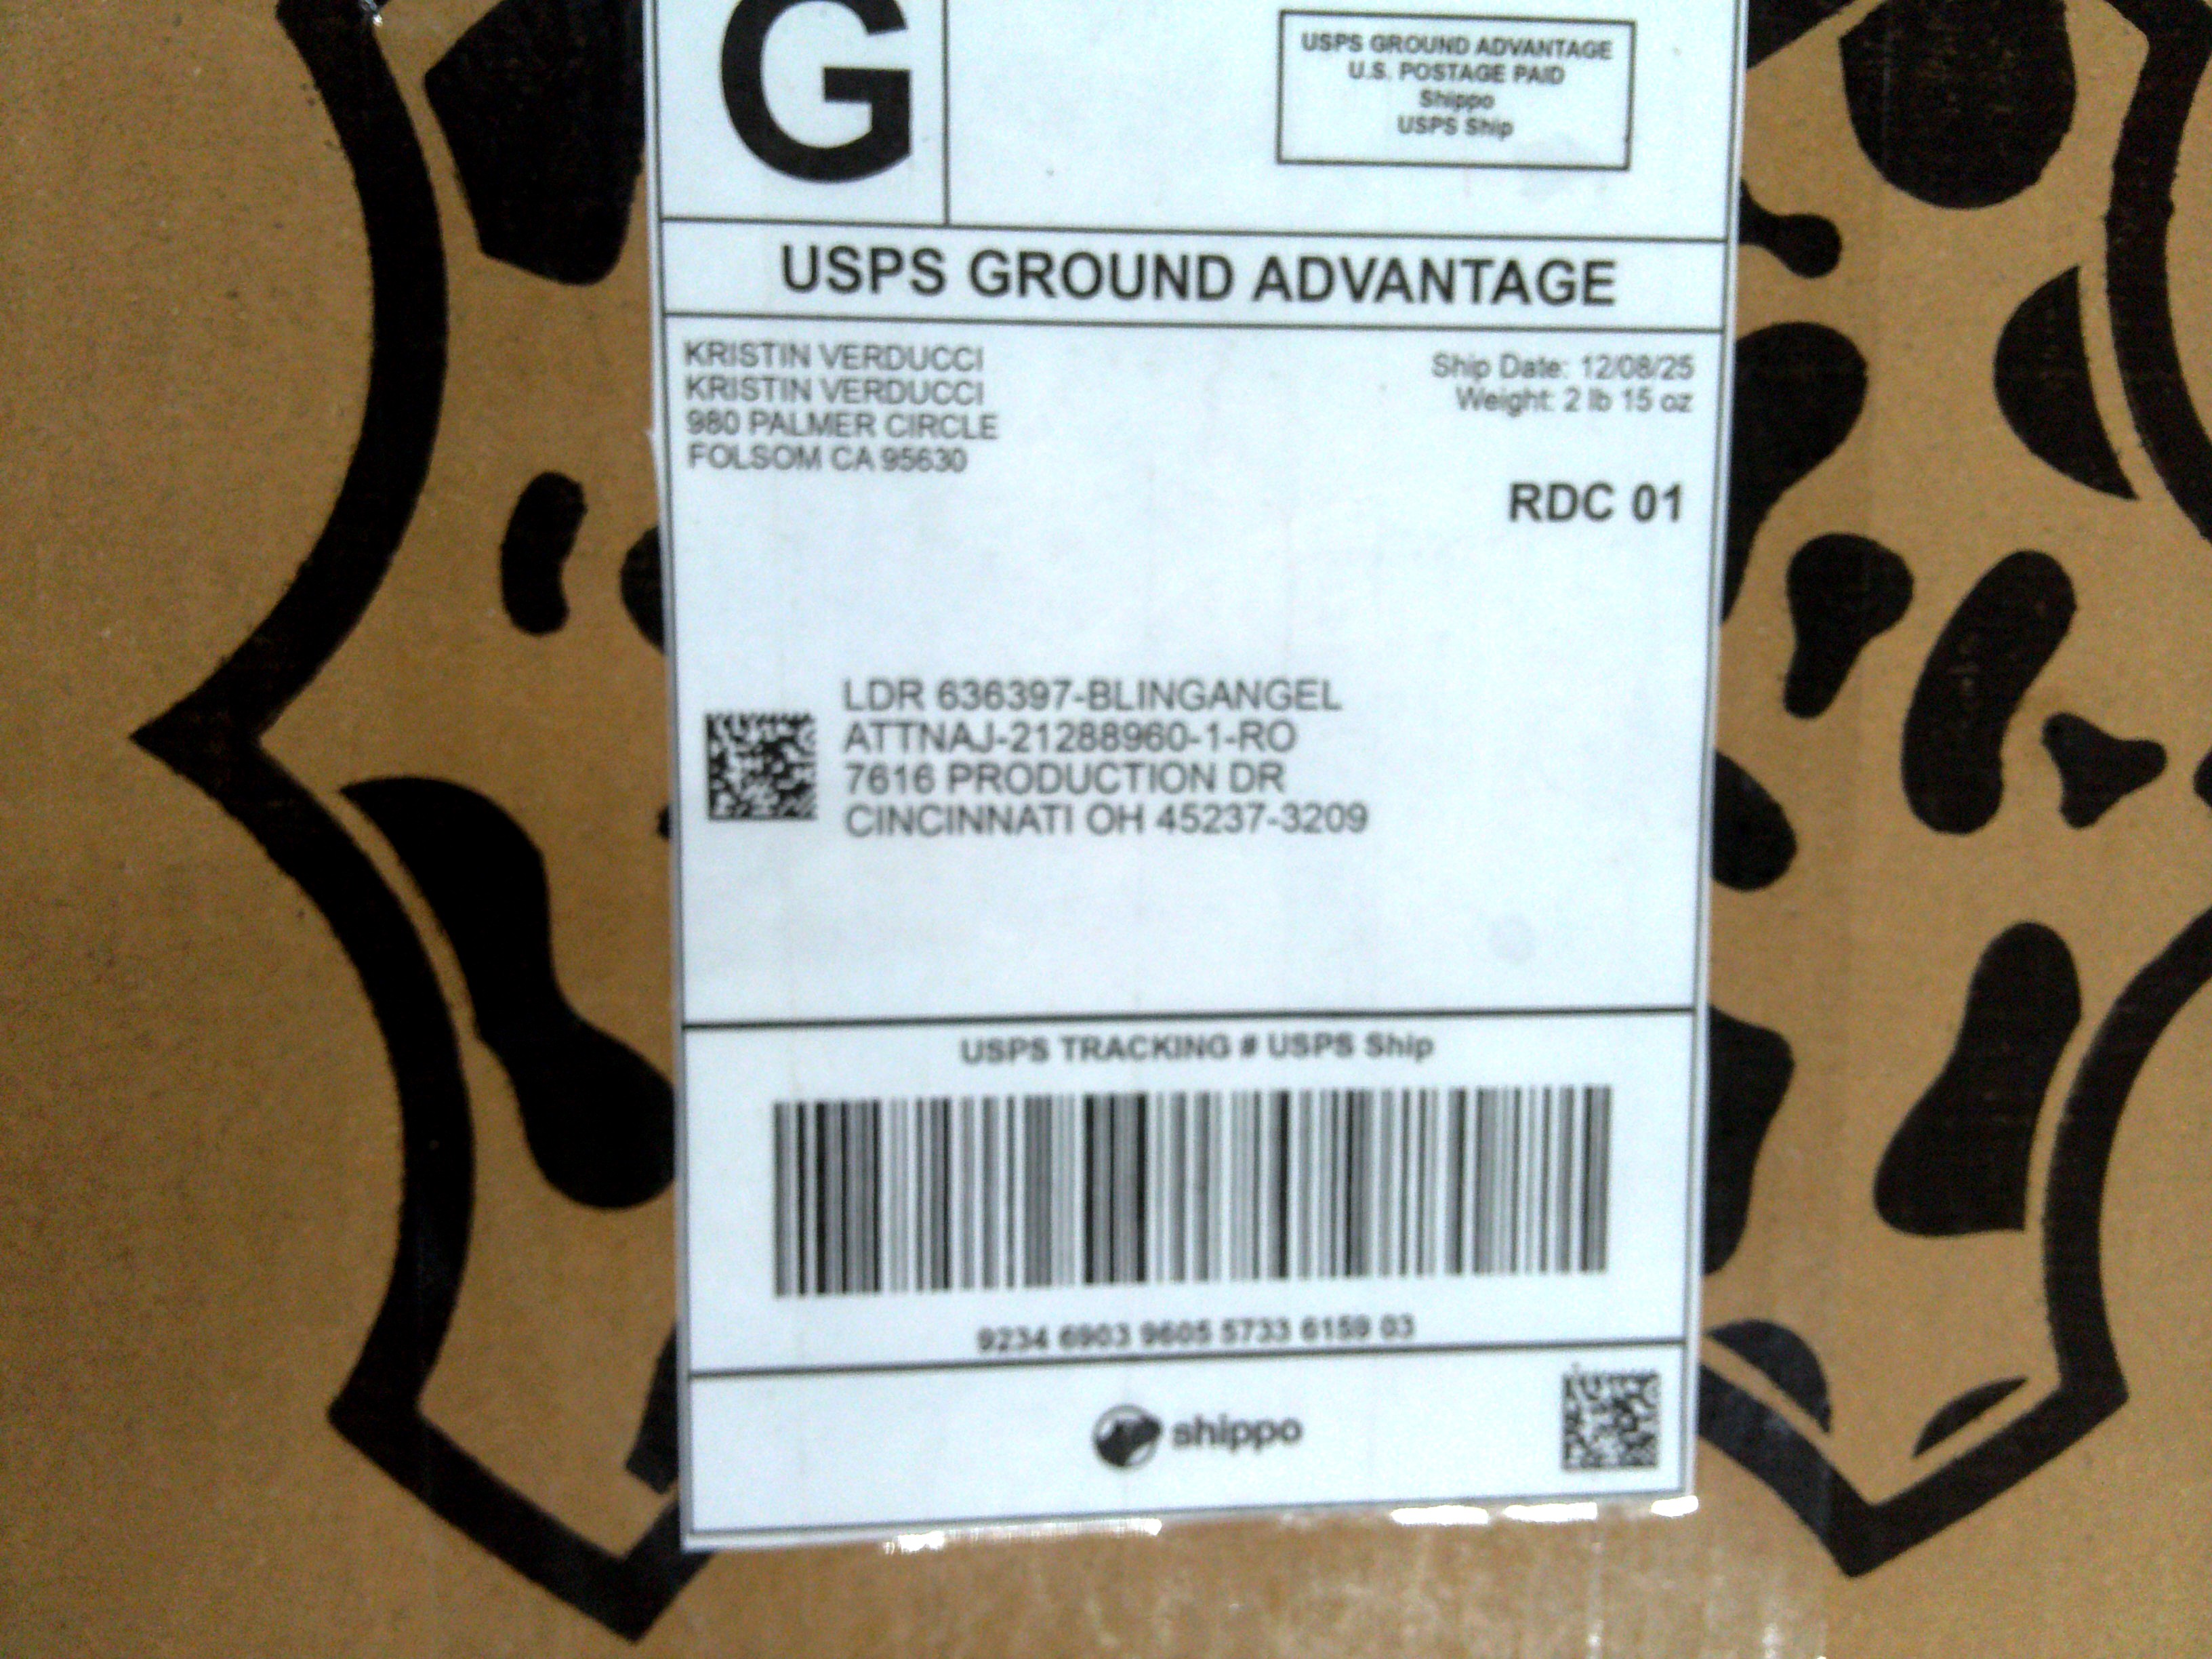 G
USPS GROUND ADVANTAGE
U.S. POSTAGE PAID
Shippo
USPS Ship
USPS GROUND ADVANTAGE
KRISTIN VERDUCCI
KRISTIN VERDUCCI
980 PALMER CIRCLE
FOLSOM CA 95630
Ship Date: 12/08/25
Weight: 2 lb 15 oz
RDC 01
LDR 636397-BLINGANGEL
ATTNAJ-21288960-1-RO
7616 PRODUCTION DR
CINCINNATI OH 45237-3209
USPS TRACKING # USPS Ship
9234 6903 9605 5733 6159 03
shippo